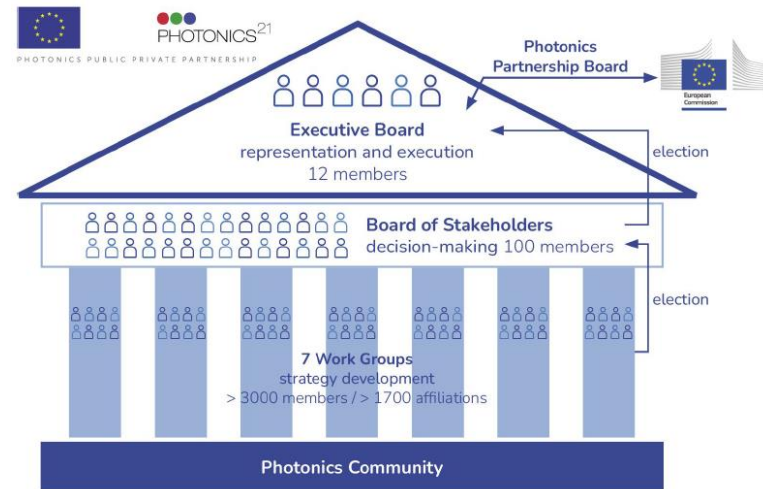 PHOTONICS21
PHOTONICS PUBLIC PRIVATE PARTNERSHIP
Photonics
Partnership Board
European
Commission
Executive Board
representation and execution
12 members
election
Board of Stakeholders
decision-making 100 members
election
7 Work Groups
strategy development
> 3000 members / > 1700 affiliations
Photonics Community